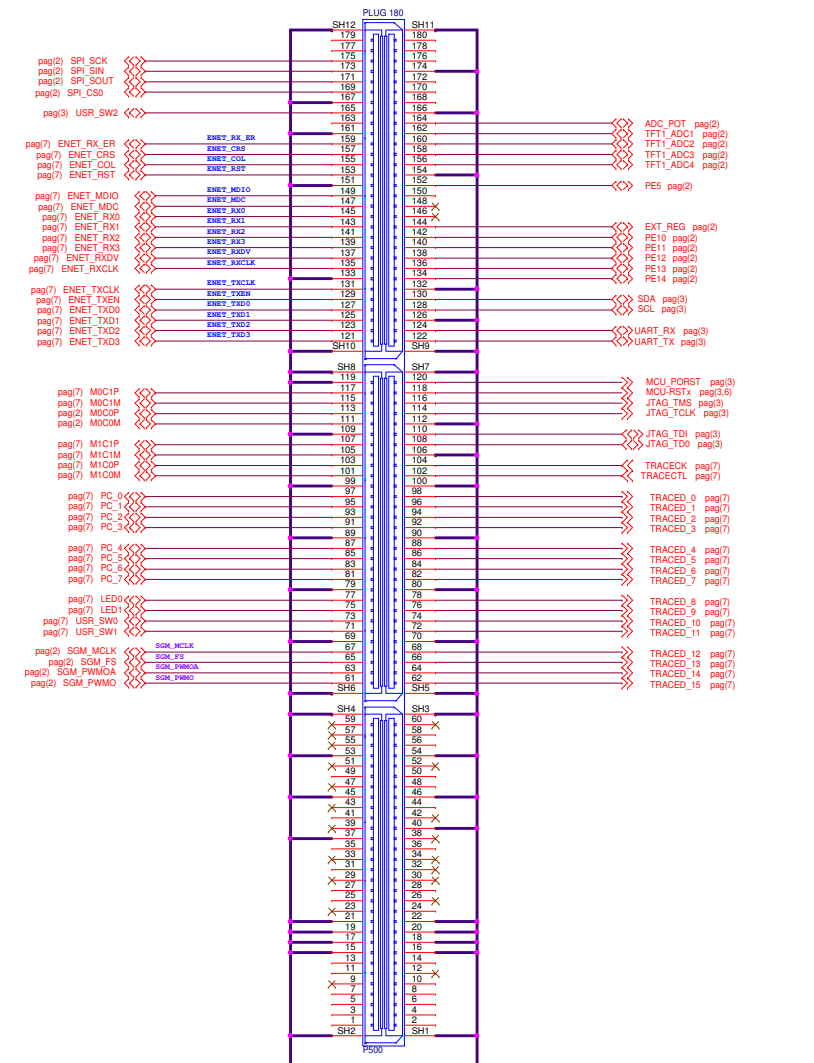 PLUG 180
SH12 SH11
179 180
177 178
175 176
pag(2) SPI_SCK 173 174
pag(2) SPI_SIN 171 172
pag(2) SPI_SOUT 169 170
pag(2) SPI_CS0 167 168
165 166
pag(3) USR_SW2 163 164
161 162 ADC_POT pag(2)
ENET_RX_ER 159 160 TFT1_ADC1 pag(2)
pag(7) ENET_RX_ER ENET_CRS 157 158 TFT1_ADC2 pag(2)
pag(7) ENET_CRS ENET_COL 155 156 TFT1_ADC3 pag(2)
pag(7) ENET_COL ENET_RST 153 154 TFT1_ADC4 pag(2)
pag(7) ENET_RST 151 152
ENET_MDIO 149 150 PE5 pag(2)
pag(7) ENET_MDIO ENET_MDC 147 148
pag(7) ENET_MDC ENET_RX0 145 146
pag(7) ENET_RX0 ENET_RX1 143 144
pag(7) ENET_RX1 ENET_RX2 141 142 EXT_REG pag(2)
pag(7) ENET_RX2 ENET_RX3 139 140 PE10 pag(2)
pag(7) ENET_RX3 ENET_RXDV 137 138 PE11 pag(2)
pag(7) ENET_RXDV ENET_RXCLK 135 136 PE12 pag(2)
pag(7) ENET_RXCLK 133 134 PE13 pag(2)
ENET_TXCLK 131 132 PE14 pag(2)
pag(7) ENET_TXCLK ENET_TXEN 129 130
pag(7) ENET_TXEN ENET_TXD0 127 128 SDA pag(3)
pag(7) ENET_TXD0 ENET_TXD1 125 126 SCL pag(3)
pag(7) ENET_TXD1 ENET_TXD2 123 124
pag(7) ENET_TXD2 ENET_TXD3 121 122 UART_RX pag(3)
pag(7) ENET_TXD3 SH10 SH9 UART_TX pag(3)
SH8 SH7
119 120
117 118 MCU_PORST pag(3)
pag(7) M0C1P 115 116 MCU-RSTx pag(3,6)
pag(7) M0C1M 113 114 JTAG_TMS pag(3)
pag(2) M0C0P 111 112 JTAG_TCLK pag(3)
pag(2) M0C0M 109 110
107 108 JTAG_TDI pag(3)
pag(7) M1C1P 105 106 JTAG_TD0 pag(3)
pag(7) M1C1M 103 104
pag(7) M1C0P 101 102 TRACECK pag(7)
pag(7) M1C0M 99 100 TRACECTL pag(7)
97 98
pag(7) PC_0 95 96 TRACED_0 pag(7)
pag(7) PC_1 93 94 TRACED_1 pag(7)
pag(7) PC_2 91 92 TRACED_2 pag(7)
pag(7) PC_3 89 90 TRACED_3 pag(7)
87 88
pag(7) PC_4 85 86 TRACED_4 pag(7)
pag(7) PC_5 83 84 TRACED_5 pag(7)
pag(7) PC_6 81 82 TRACED_6 pag(7)
pag(7) PC_7 79 80 TRACED_7 pag(7)
77 78
pag(7) LED0 75 76 TRACED_8 pag(7)
pag(7) LED1 73 74 TRACED_9 pag(7)
pag(7) USR_SW0 71 72 TRACED_10 pag(7)
pag(7) USR_SW1 69 70 TRACED_11 pag(7)
SGM_MCLK 67 68
pag(2) SGM_MCLK SGM_FS 65 66 TRACED_12 pag(7)
pag(2) SGM_FS SGM_PWMOA 63 64 TRACED_13 pag(7)
pag(2) SGM_PWMOA SGM_PWMO 61 62 TRACED_14 pag(7)
pag(2) SGM_PWMO SH6 SH5 TRACED_15 pag(7)
SH4 SH3
59 60
57 58
55 56
53 54
51 52
49 50
47 48
45 46
43 44
41 42
39 40
37 38
35 36
33 34
31 32
29 30
27 28
25 26
23 24
21 22
19 20
17 18
15 16
13 14
11 12
9 10
7 8
5 6
3 4
1 2
SH2 SH1
P500